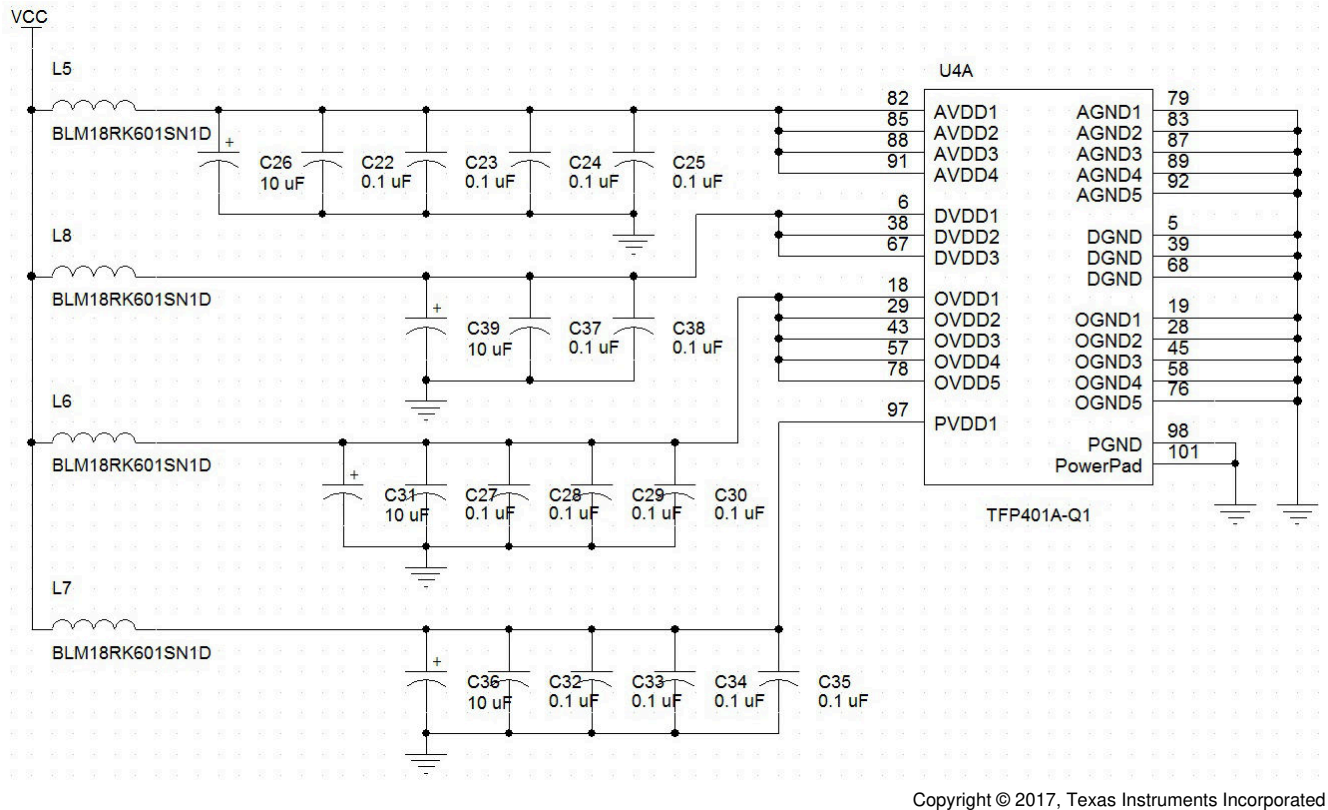 VCC
L5
BLM18RK601SN1D
+
C26
10 uF
C22
0.1 uF
C23
0.1 uF
C24
0.1 uF
C25
0.1 uF
L8
BLM18RK601SN1D
+
C39
10 uF
C37
0.1 uF
C38
0.1 uF
L6
BLM18RK601SN1D
+
C31
10 uF
C27
0.1 uF
C28
0.1 uF
C29
0.1 uF
C30
0.1 uF
L7
BLM18RK601SN1D
+
C36
10 uF
C32
0.1 uF
C33
0.1 uF
C34
0.1 uF
C35
0.1 uF
U4A
82 AVDD1
85 AVDD2
88 AVDD3
91 AVDD4
6 DVDD1
38 DVDD2
67 DVDD3
18 OVDD1
29 OVDD2
43 OVDD3
57 OVDD4
78 OVDD5
97 PVDD1
AGND1 79
AGND2 83
AGND3 87
AGND4 89
AGND5 92
DGND 5
DGND 39
DGND 68
OGND1 19
OGND2 28
OGND3 45
OGND4 58
OGND5 76
PGND 98
PowerPad 101
TFP401A-Q1
Copyright © 2017, Texas Instruments Incorporated